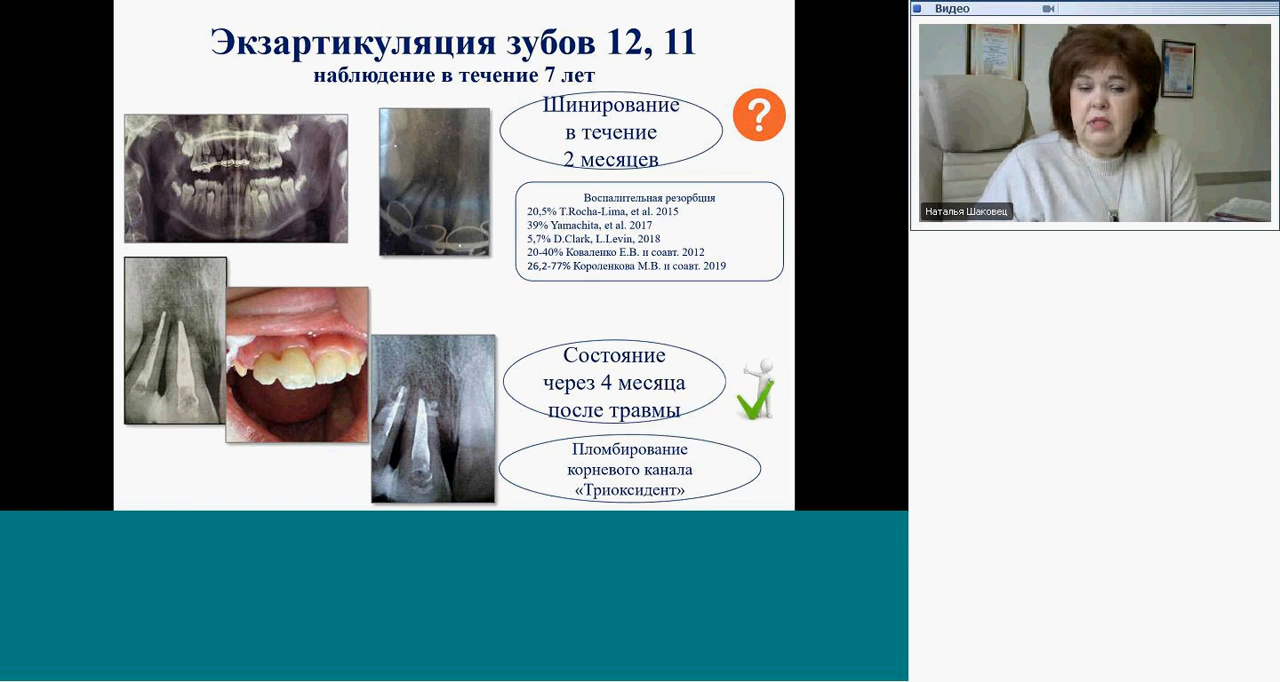 Экзартикуляция зубов 12, 11
наблюдение в течение 7 лет
Шинирование
в течение
2 месяцев
?
Воспалительная резорбция
20,5% T.Rocha-Lima, et al. 2015
39% Yamachita, et al. 2017
5,7% D.Clark, L.Levin, 2018
20-40% Коваленко Е.В. и соавт. 2012
26,2-77% Короленкова М.В. и соавт. 2019
Состояние
через 4 месяца
после травмы
Пломбирование
корневого канала
«Триоксидент»
Видео
Наталья Шаковец